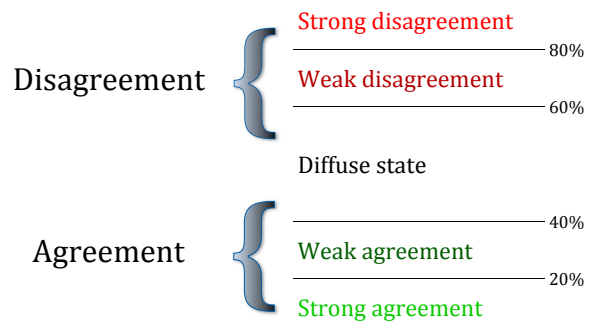 Strong disagreement
80%
Disagreement
Weak disagreement
60%
Diffuse state
40%
Agreement
Weak agreement
20%
Strong agreement